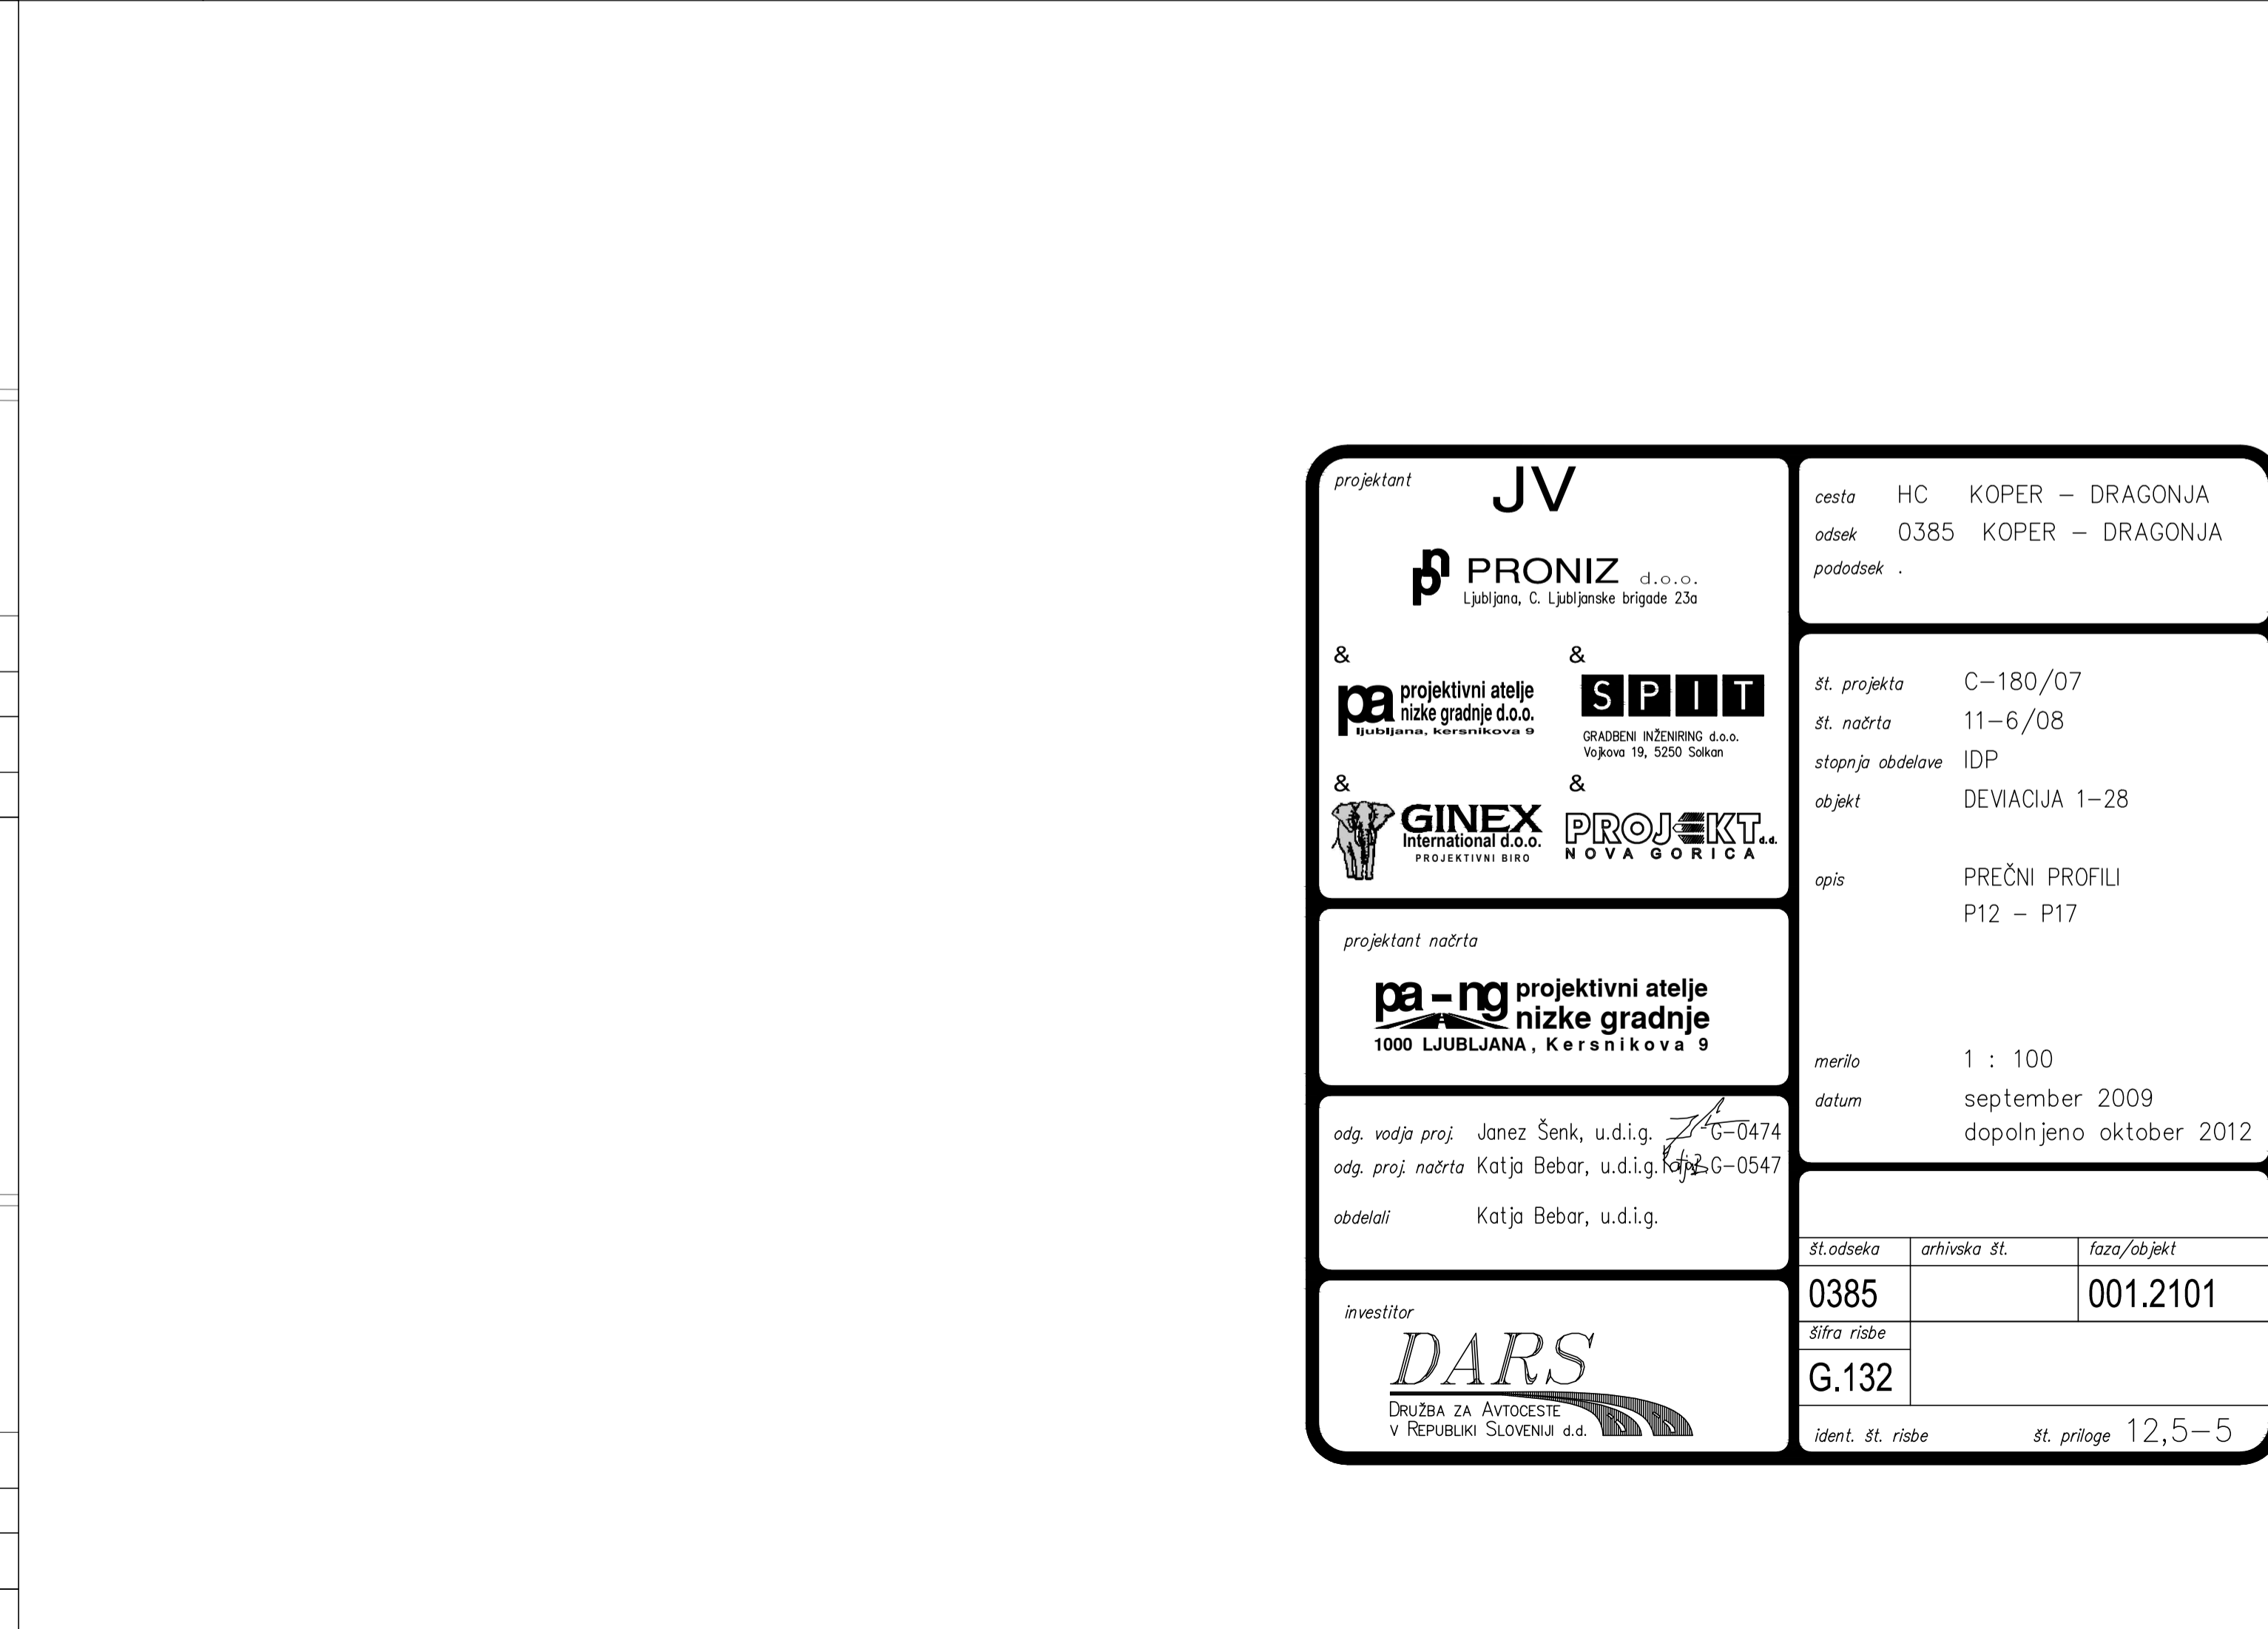 projektant
JV
pn PRONIZ d.o.o.
Ljubljana, C. Ljubljanske brigade 23a
&
pa projektivni atelje
nizke gradnje d.o.o.
ljubljana, kersnikova 9
&
SPIT
GRADBENI INŽENIRING d.o.o.
Vojkova 19, 5250 Solkan
&
GINEX
International d.o.o.
PROJEKTIVNI BIRO
&
PROJEKT d.d.
NOVA GORICA
projektant načrta
pa-ng projektivni atelje
nizke gradnje
1000 LJUBLJANA, Kersnikova 9
odg. vodja proj. Janez Šenk, u.d.i.g. G-0474
odg. proj. načrta Katja Bebar, u.d.i.g. G-0547
obdelali Katja Bebar, u.d.i.g.
investitor
DARS
DRUŽBA ZA AVTOCESTE
V REPUBLIKI SLOVENIJI d.d.
cesta HC KOPER – DRAGONJA
odsek 0385 KOPER – DRAGONJA
pododsek .
št. projekta C-180/07
št. načrta 11-6/08
stopnja obdelave IDP
objekt DEVIACIJA 1-28
opis PREČNI PROFILI
P12 – P17
merilo 1 : 100
datum september 2009
dopolnjeno oktober 2012
št.odseka arhivska št. faza/objekt
0385 001.2101
šifra risbe
G.132
ident. št. risbe št. priloge 12,5-5